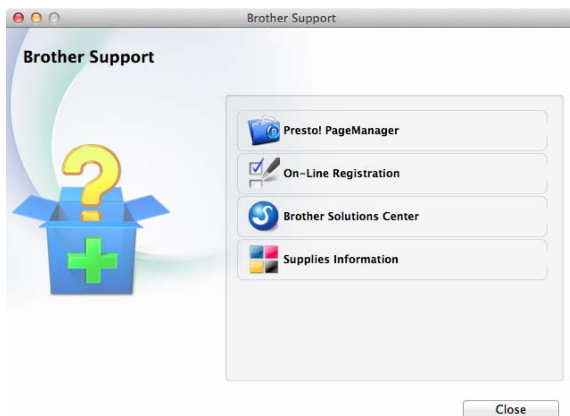 Brother Support
Brother Support
Presto! PageManager
On-Line Registration
Brother Solutions Center
Supplies Information
Close